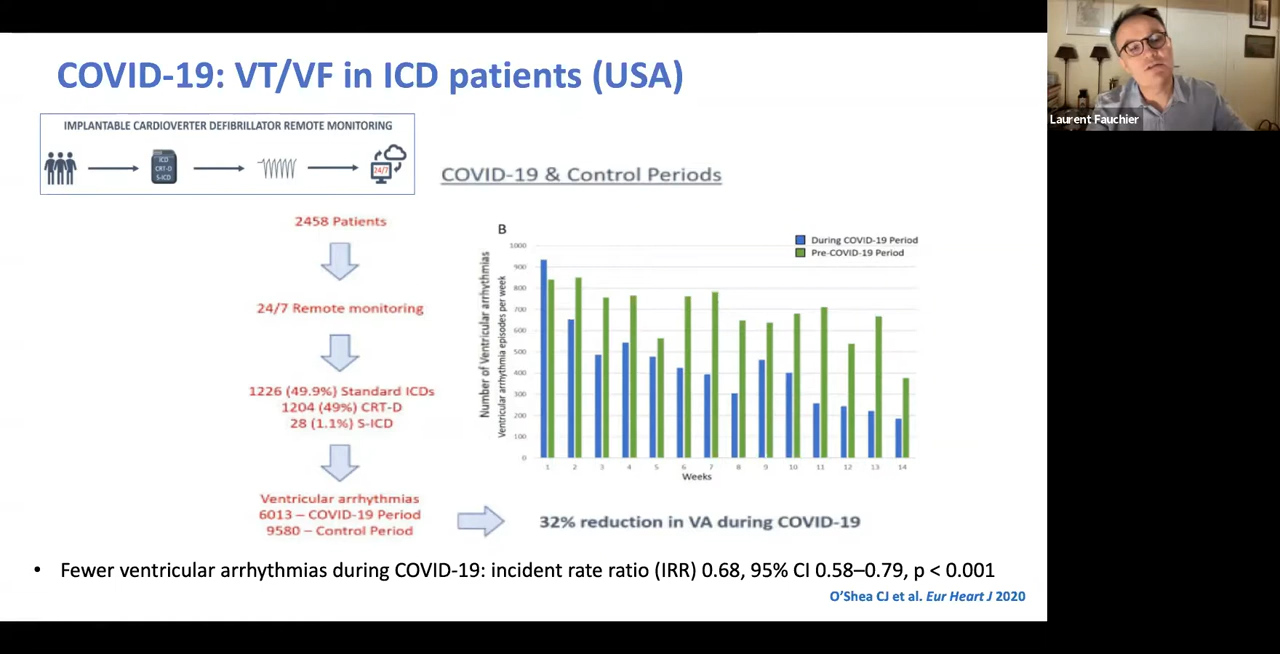 COVID-19: VT/VF in ICD patients (USA)
Laurent Fauchier
IMPLANTABLE CARDIOVERTER DEFIBRILLATOR REMOTE MONITORING
ICD
CRT-D
S-ICD
24/7
COVID-19 & Control Periods
2458 Patients
24/7 Remote monitoring
1226 (49.9%) Standard ICDs
1204 (49%) CRT-D
28 (1.1%) S-ICD
Ventricular arrhythmias
6013 – COVID-19 Period
9580 – Control Period
B
During COVID-19 Period
Pre-COVID-19 Period
Number of Ventricular arrhythmias
Ventricular arrhythmia episodes per week
1000
900
800
700
600
500
400
300
200
100
0
1 2 3 4 5 6 7 8 9 10 11 12 13 14
Weeks
32% reduction in VA during COVID-19
• Fewer ventricular arrhythmias during COVID-19: incident rate ratio (IRR) 0.68, 95% CI 0.58–0.79, p < 0.001
O'Shea CJ et al. Eur Heart J 2020